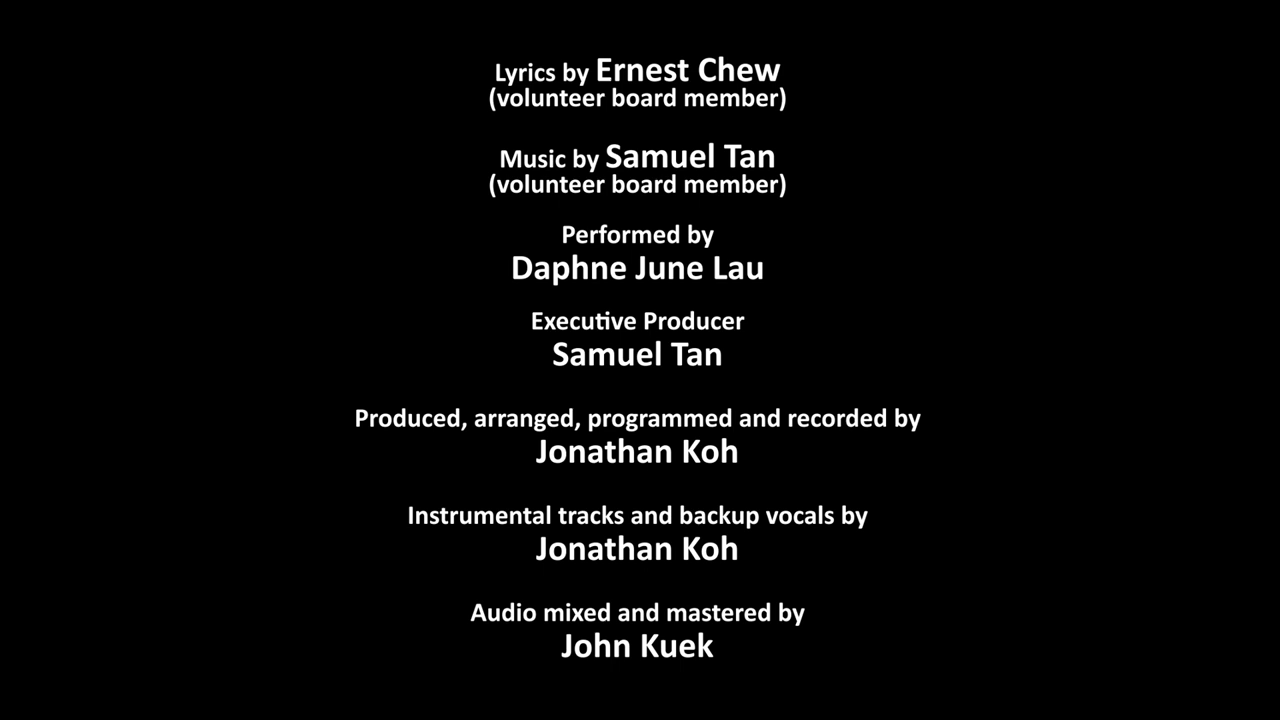 Lyrics by Ernest Chew
(volunteer board member)
Music by Samuel Tan
(volunteer board member)
Performed by
Daphne June Lau
Executive Producer
Samuel Tan
Produced, arranged, programmed and recorded by
Jonathan Koh
Instrumental tracks and backup vocals by
Jonathan Koh
Audio mixed and mastered by
John Kuek